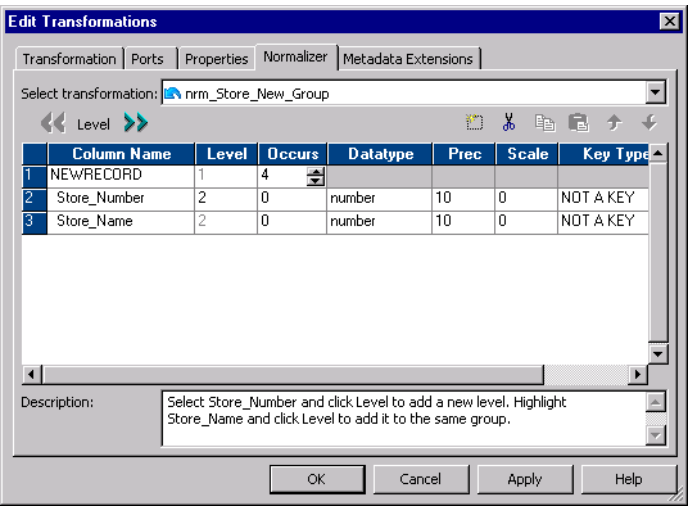 Edit Transformations
Transformation Ports Properties Normalizer Metadata Extensions
Select transformation: nrm_Store_New_Group
Level
Column Name Level Occurs Datatype Prec Scale Key Type
1 NEWRECORD 1 4
2 Store_Number 2 0 number 10 0 NOT A KEY
3 Store_Name 2 0 number 10 0 NOT A KEY
Description: Select Store_Number and click Level to add a new level. Highlight
Store_Name and click Level to add it to the same group.
OK Cancel Apply Help